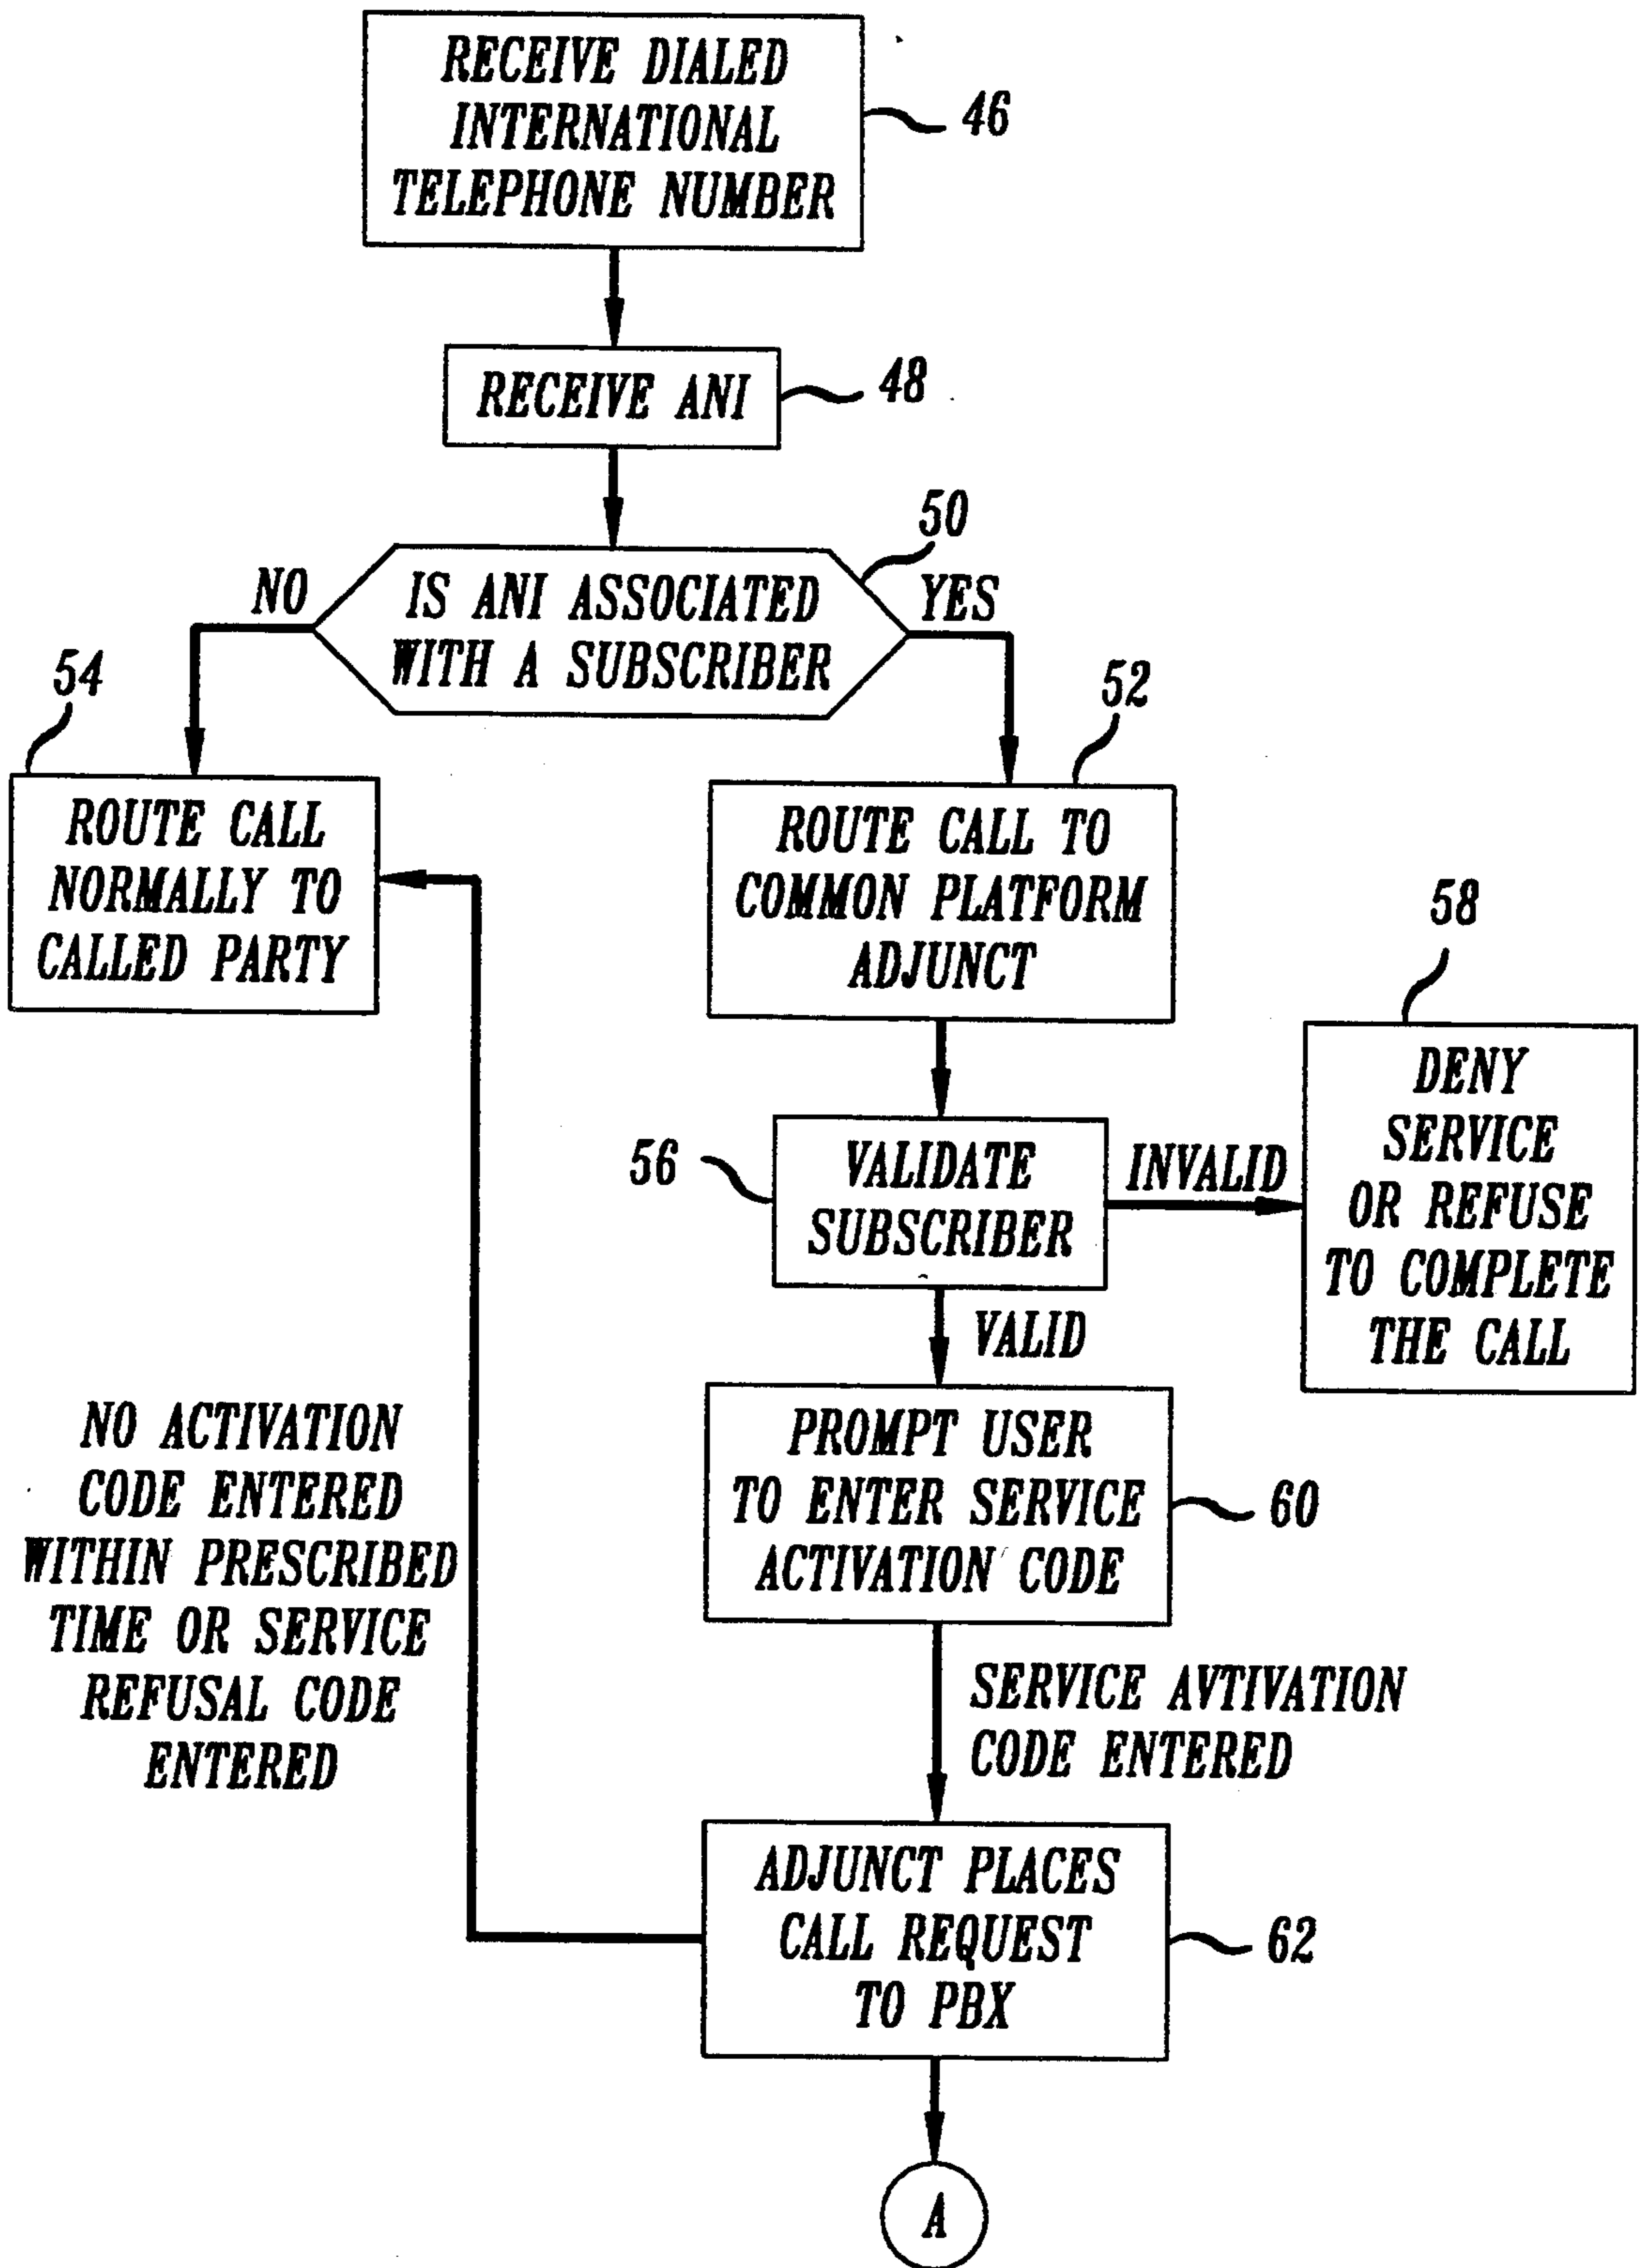 RECEIVE DIALED
INTERNATIONAL
TELEPHONE NUMBER
46
RECEIVE ANI
48
50
IS ANI ASSOCIATED
WITH A SUBSCRIBER
NO
YES
54
52
ROUTE CALL
NORMALLY TO
CALLED PARTY
ROUTE CALL TO
COMMON PLATFORM
ADJUNCT
58
DENY
SERVICE
OR REFUSE
TO COMPLETE
THE CALL
56
VALIDATE
SUBSCRIBER
INVALID
VALID
PROMPT USER
TO ENTER SERVICE
ACTIVATION CODE
60
NO ACTIVATION
CODE ENTERED
WITHIN PRESCRIBED
TIME OR SERVICE
REFUSAL CODE
ENTERED
SERVICE AVTIVATION
CODE ENTERED
ADJUNCT PLACES
CALL REQUEST
TO PBX
62
A